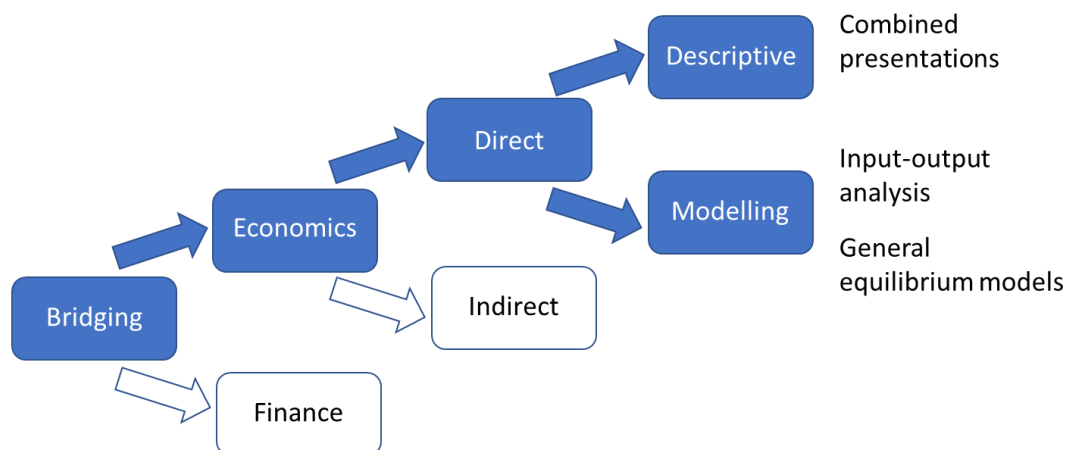 Combined
presentations
Descriptive
Direct
Input-output
analysis
Modelling
Economics
General
equilibrium models
Indirect
Bridging
Finance